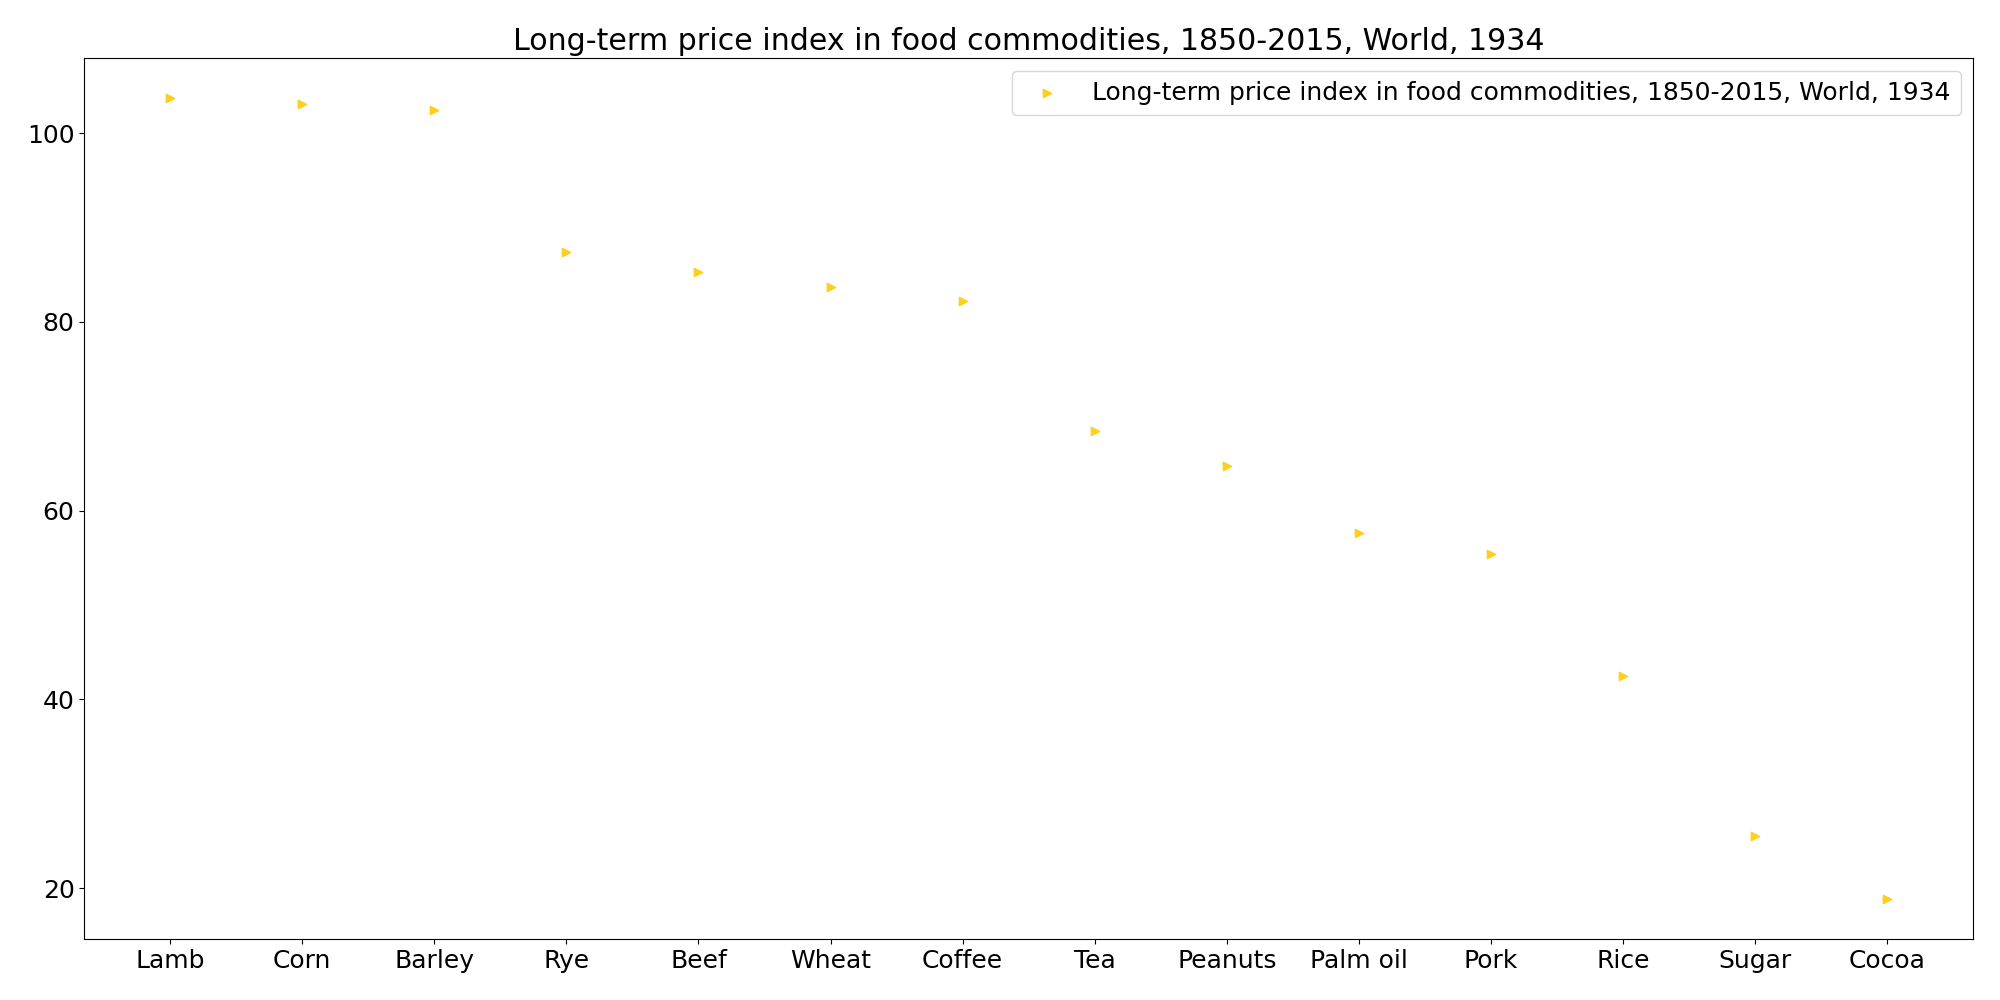 Long-term price index in food commodities, 1850-2015, World, 1934
Long-term price index in food commodities, 1850-2015, World, 1934
100
80
60
40
20
Lamb Corn Barley Rye Beef Wheat Coffee Tea Peanuts Palm oil Pork Rice Sugar Cocoa